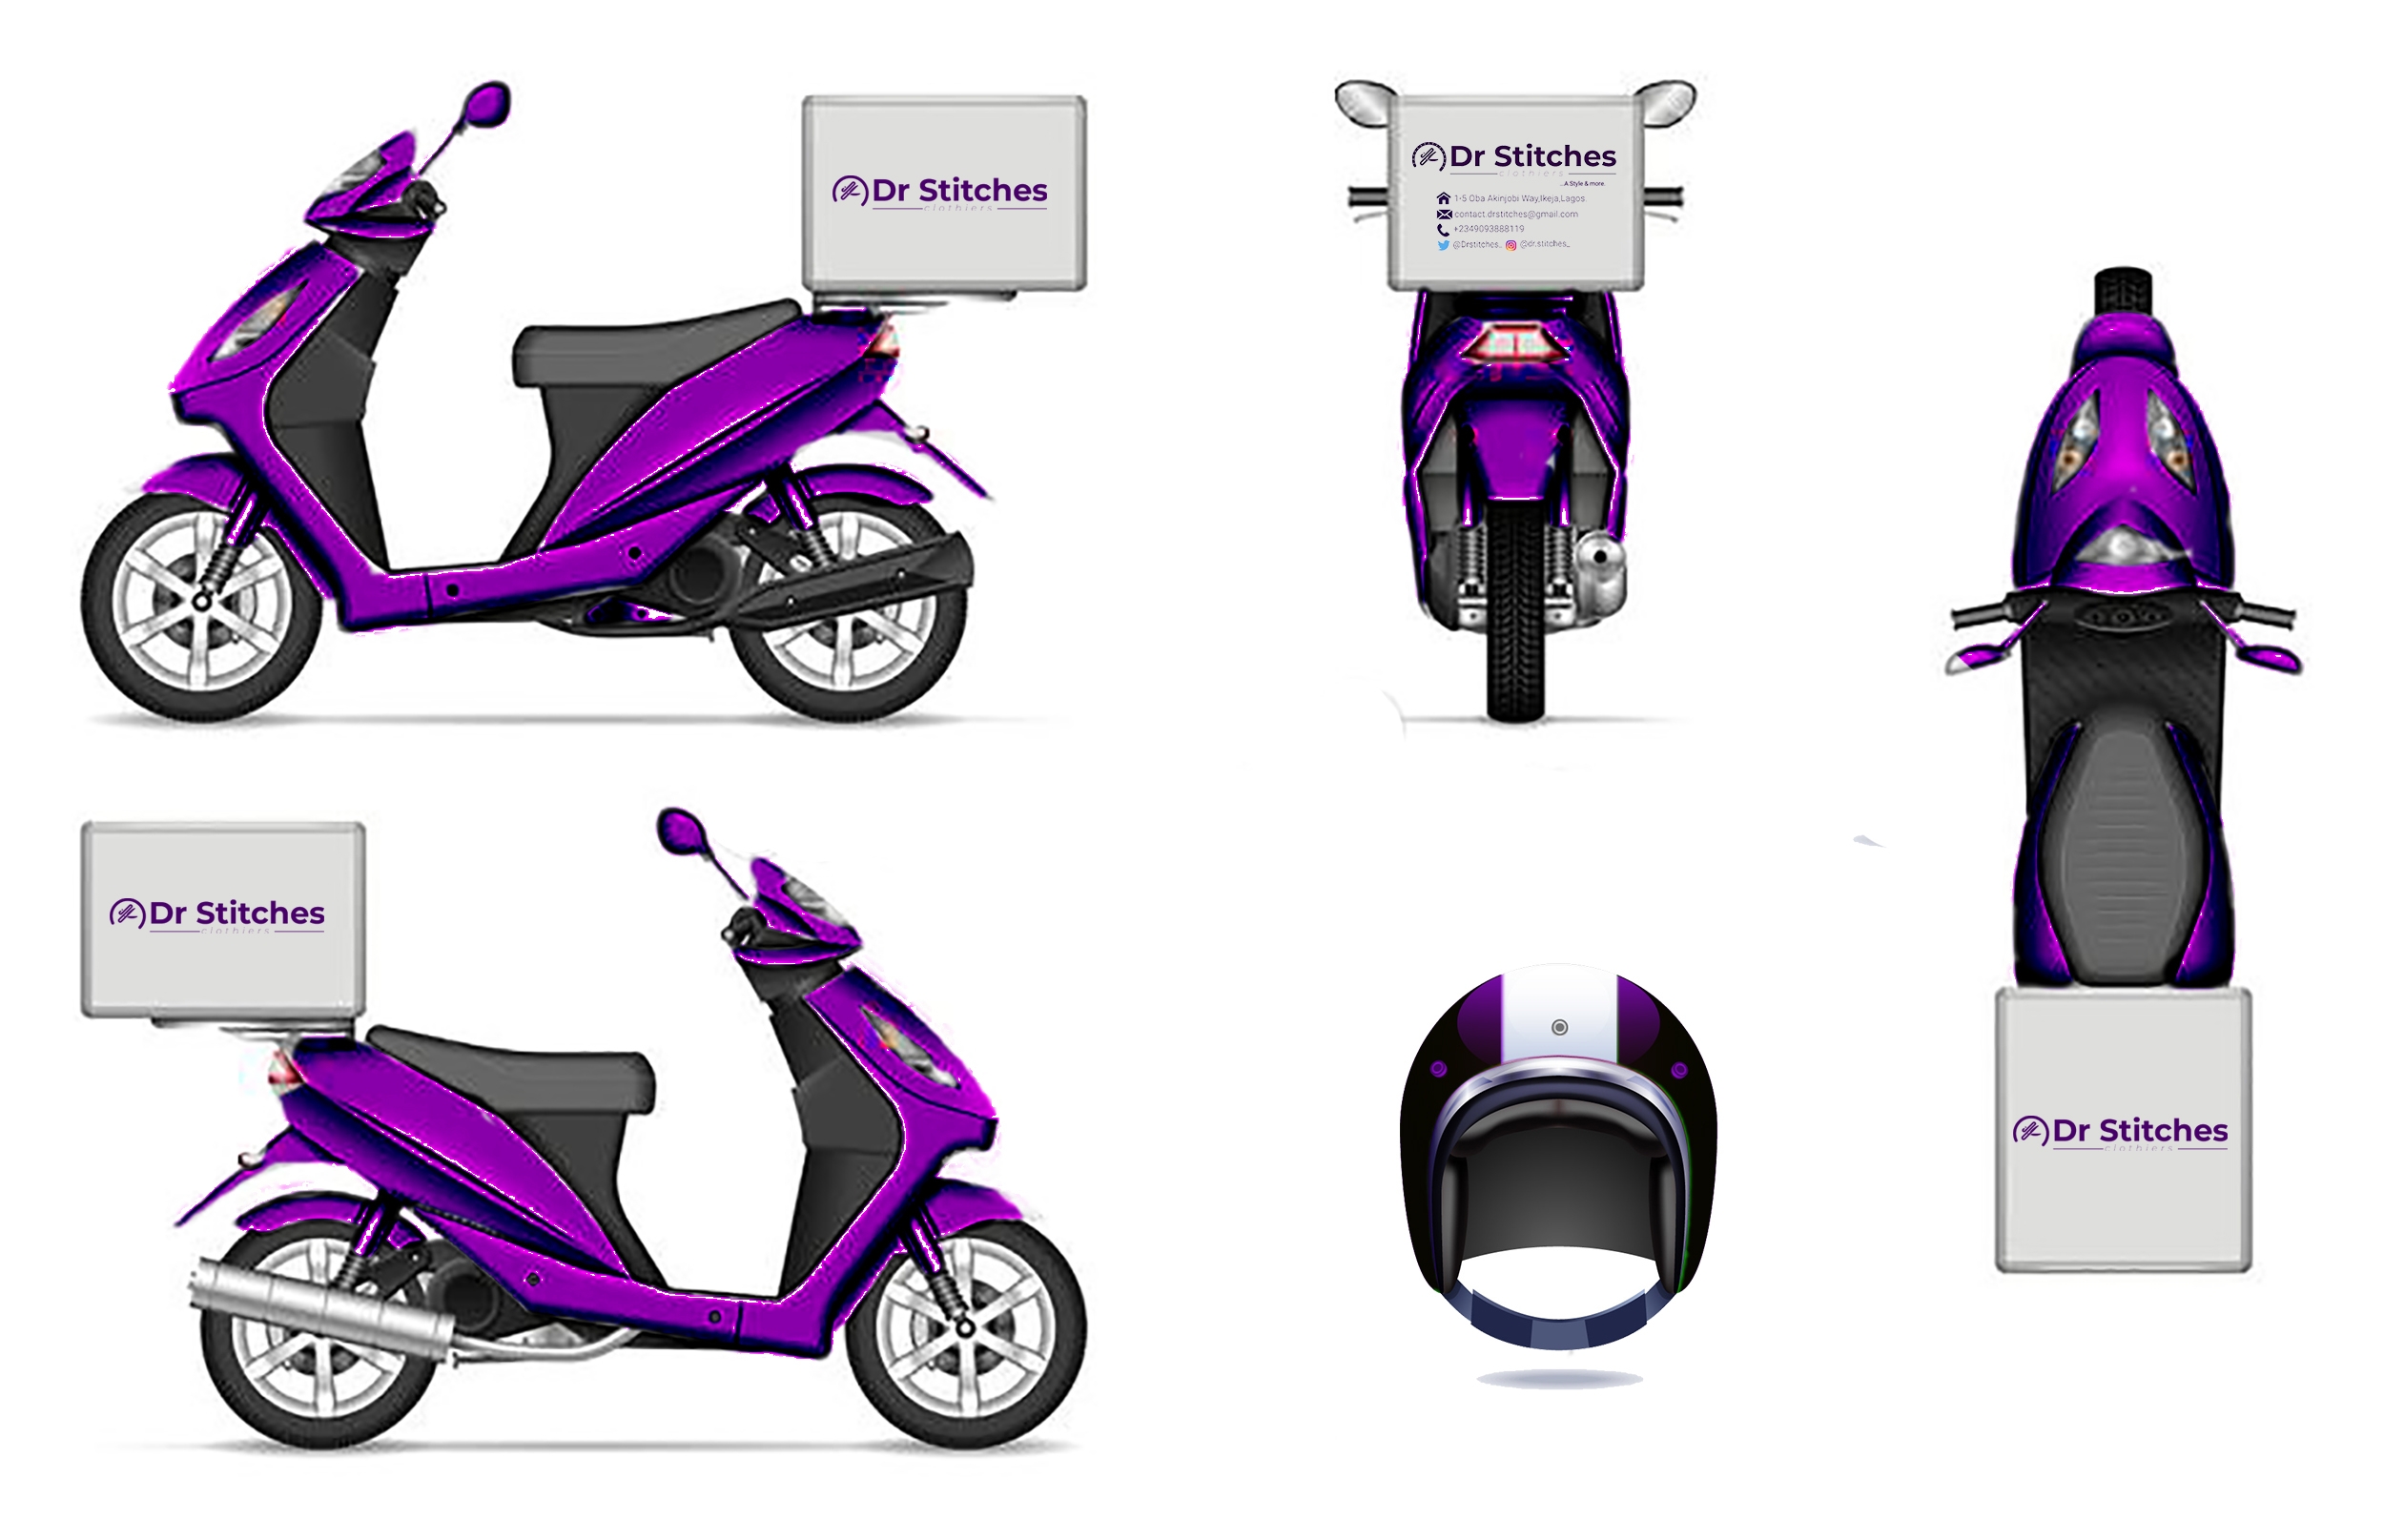 Dr Stitches
clothiers
Dr Stitches
clothiers
...A Style & more.
1-5 Oba Akinjobi Way,Ikeja,Lagos.
contact.drstitches@gmail.com
+2349093888119
@Drstitches_ @dr.stitches_
Dr Stitches
clothiers
Dr Stitches
clothiers